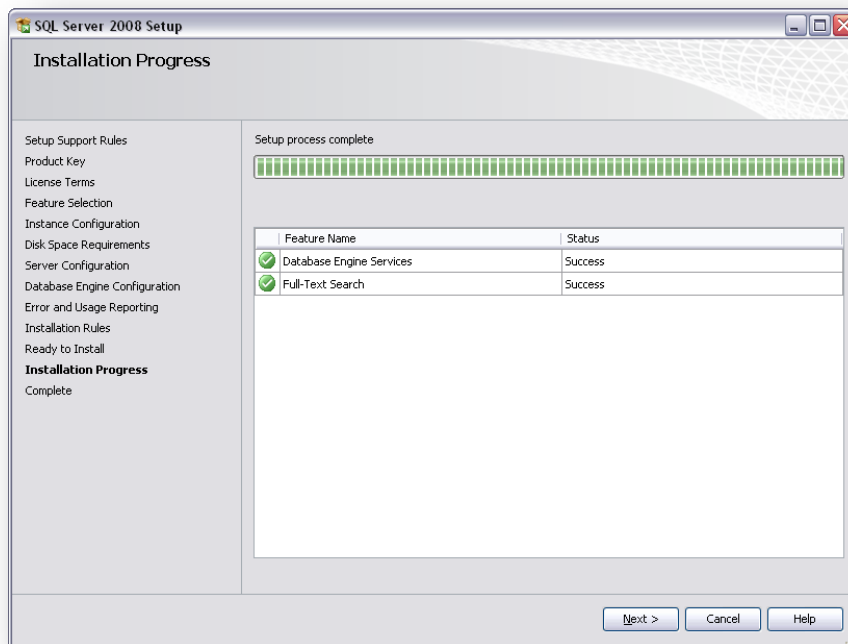 SQL Server 2008 Setup
Installation Progress
Setup Support Rules
Product Key
License Terms
Feature Selection
Instance Configuration
Disk Space Requirements
Server Configuration
Database Engine Configuration
Error and Usage Reporting
Installation Rules
Ready to Install
Installation Progress
Complete
Setup process complete
Feature Name Status
Database Engine Services Success
Full-Text Search Success
Next > Cancel Help